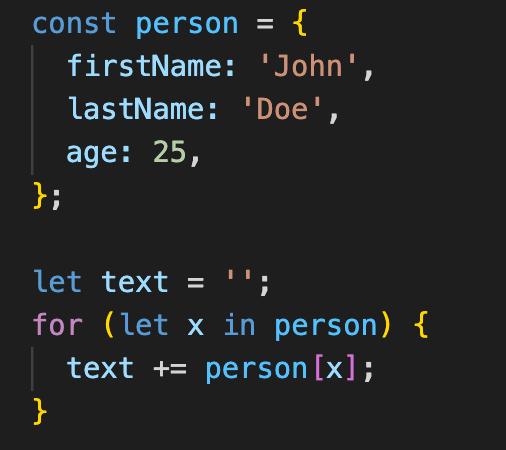 const person = {
  firstName: 'John',
  lastName: 'Doe',
  age: 25,
};

let text = '';
for (let x in person) {
  text += person[x];
}